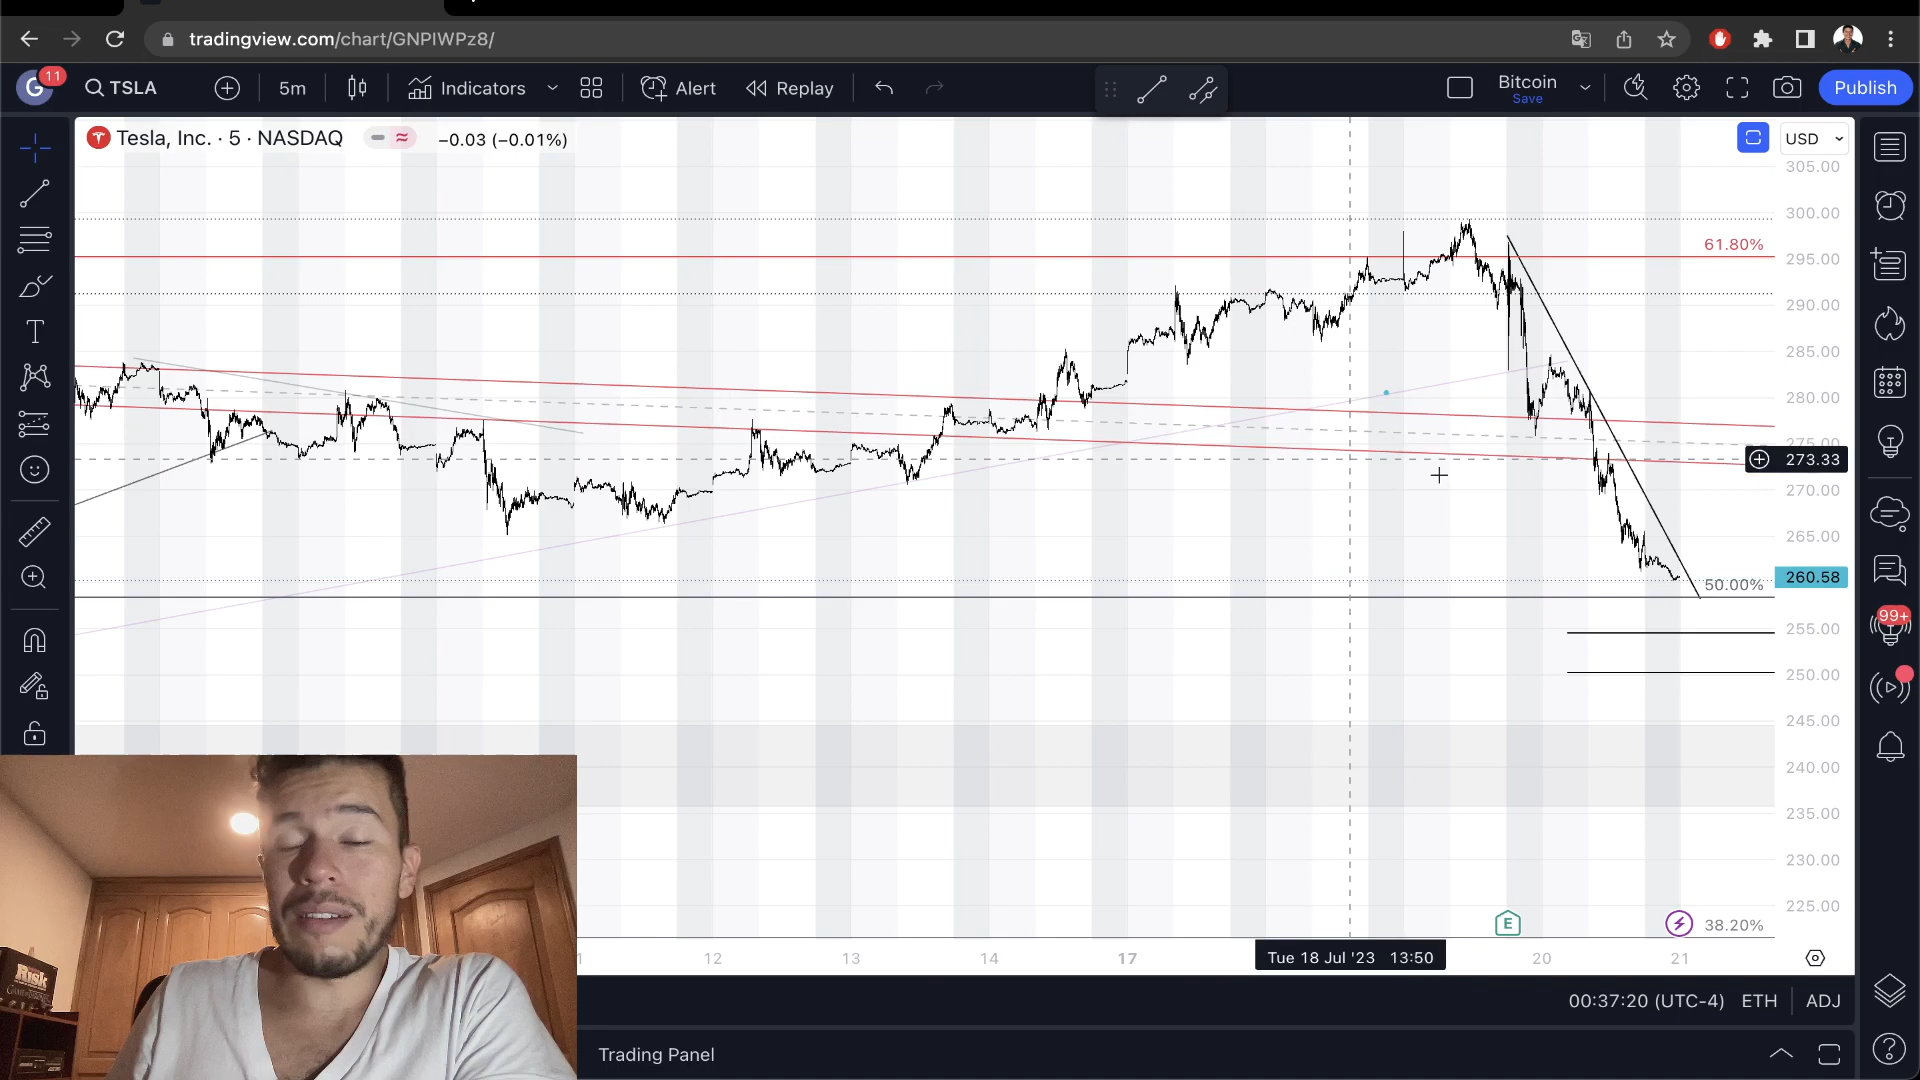 tradingview.com/chart/GNPIWPz8/
G
11
TSLA
5m
Indicators
Alert
Replay
Bitcoin
Save
Publish
Tesla, Inc. · 5 · NASDAQ
−0.03 (−0.01%)
USD
305.00
300.00
61.80%
295.00
290.00
285.00
280.00
275.00
273.33
270.00
265.00
260.58
50.00%
255.00
250.00
245.00
240.00
235.00
230.00
225.00
38.20%
99+
E
12
13
14
17
Tue 18 Jul '23 13:50
20
21
00:37:20 (UTC-4)
ETH
ADJ
Trading Panel
Risk